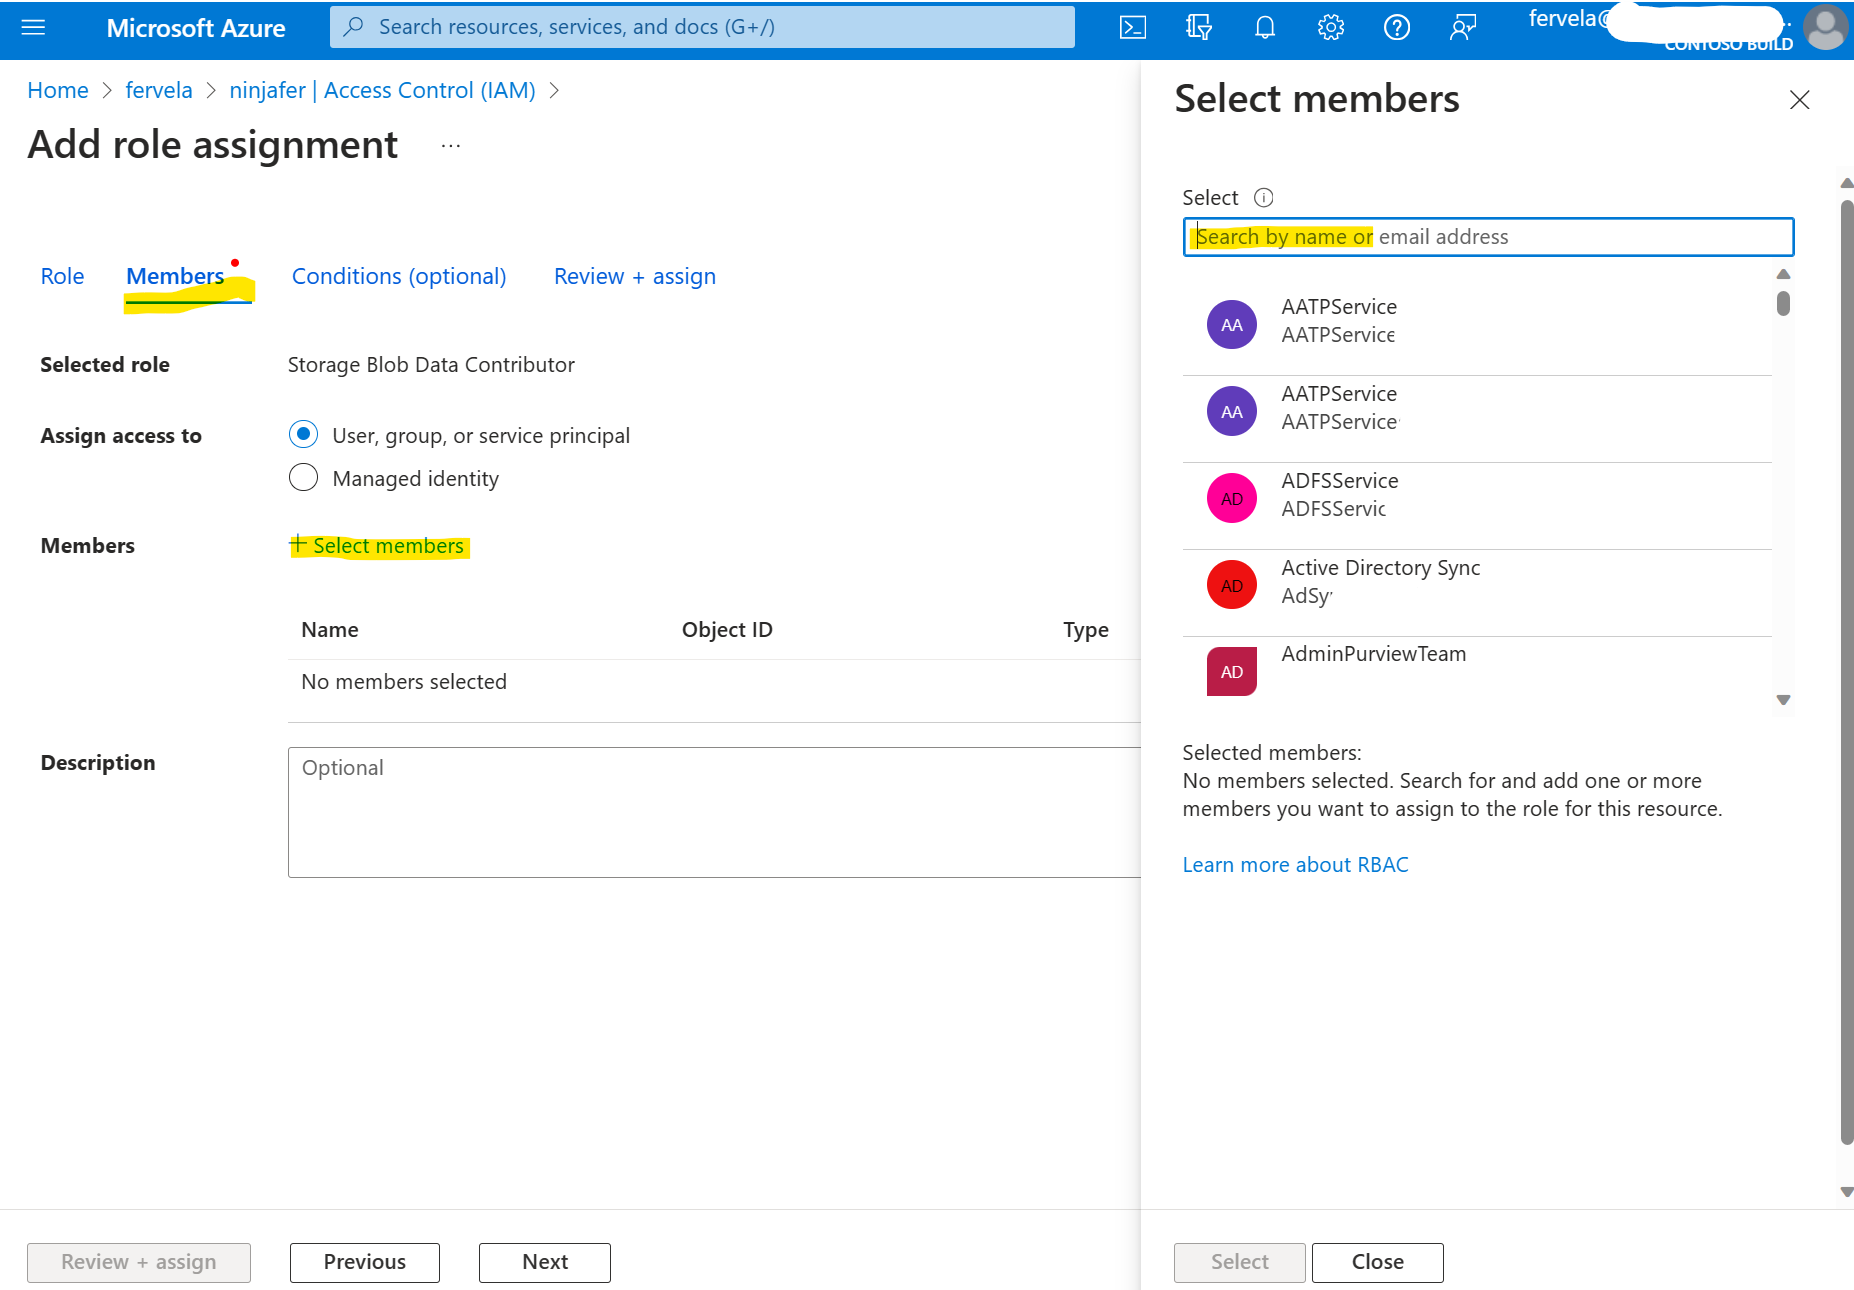 Microsoft Azure
Search resources, services, and docs (G+/)
fervela@
CONTOSO BUILD
Home > fervela > ninjafer | Access Control (IAM) >
Add role assignment ...
Role Members Conditions (optional) Review + assign
Selected role Storage Blob Data Contributor
Assign access to User, group, or service principal
Managed identity
Members + Select members
Name Object ID Type
No members selected
Description Optional
Review + assign Previous Next
Select members
Select
Search by name or email address
AA AATPService
AATPService
AA AATPService
AATPService
AD ADFSService
ADFSServic
AD Active Directory Sync
AdSy
AD AdminPurviewTeam
Selected members:
No members selected. Search for and add one or more
members you want to assign to the role for this resource.
Learn more about RBAC
Select Close